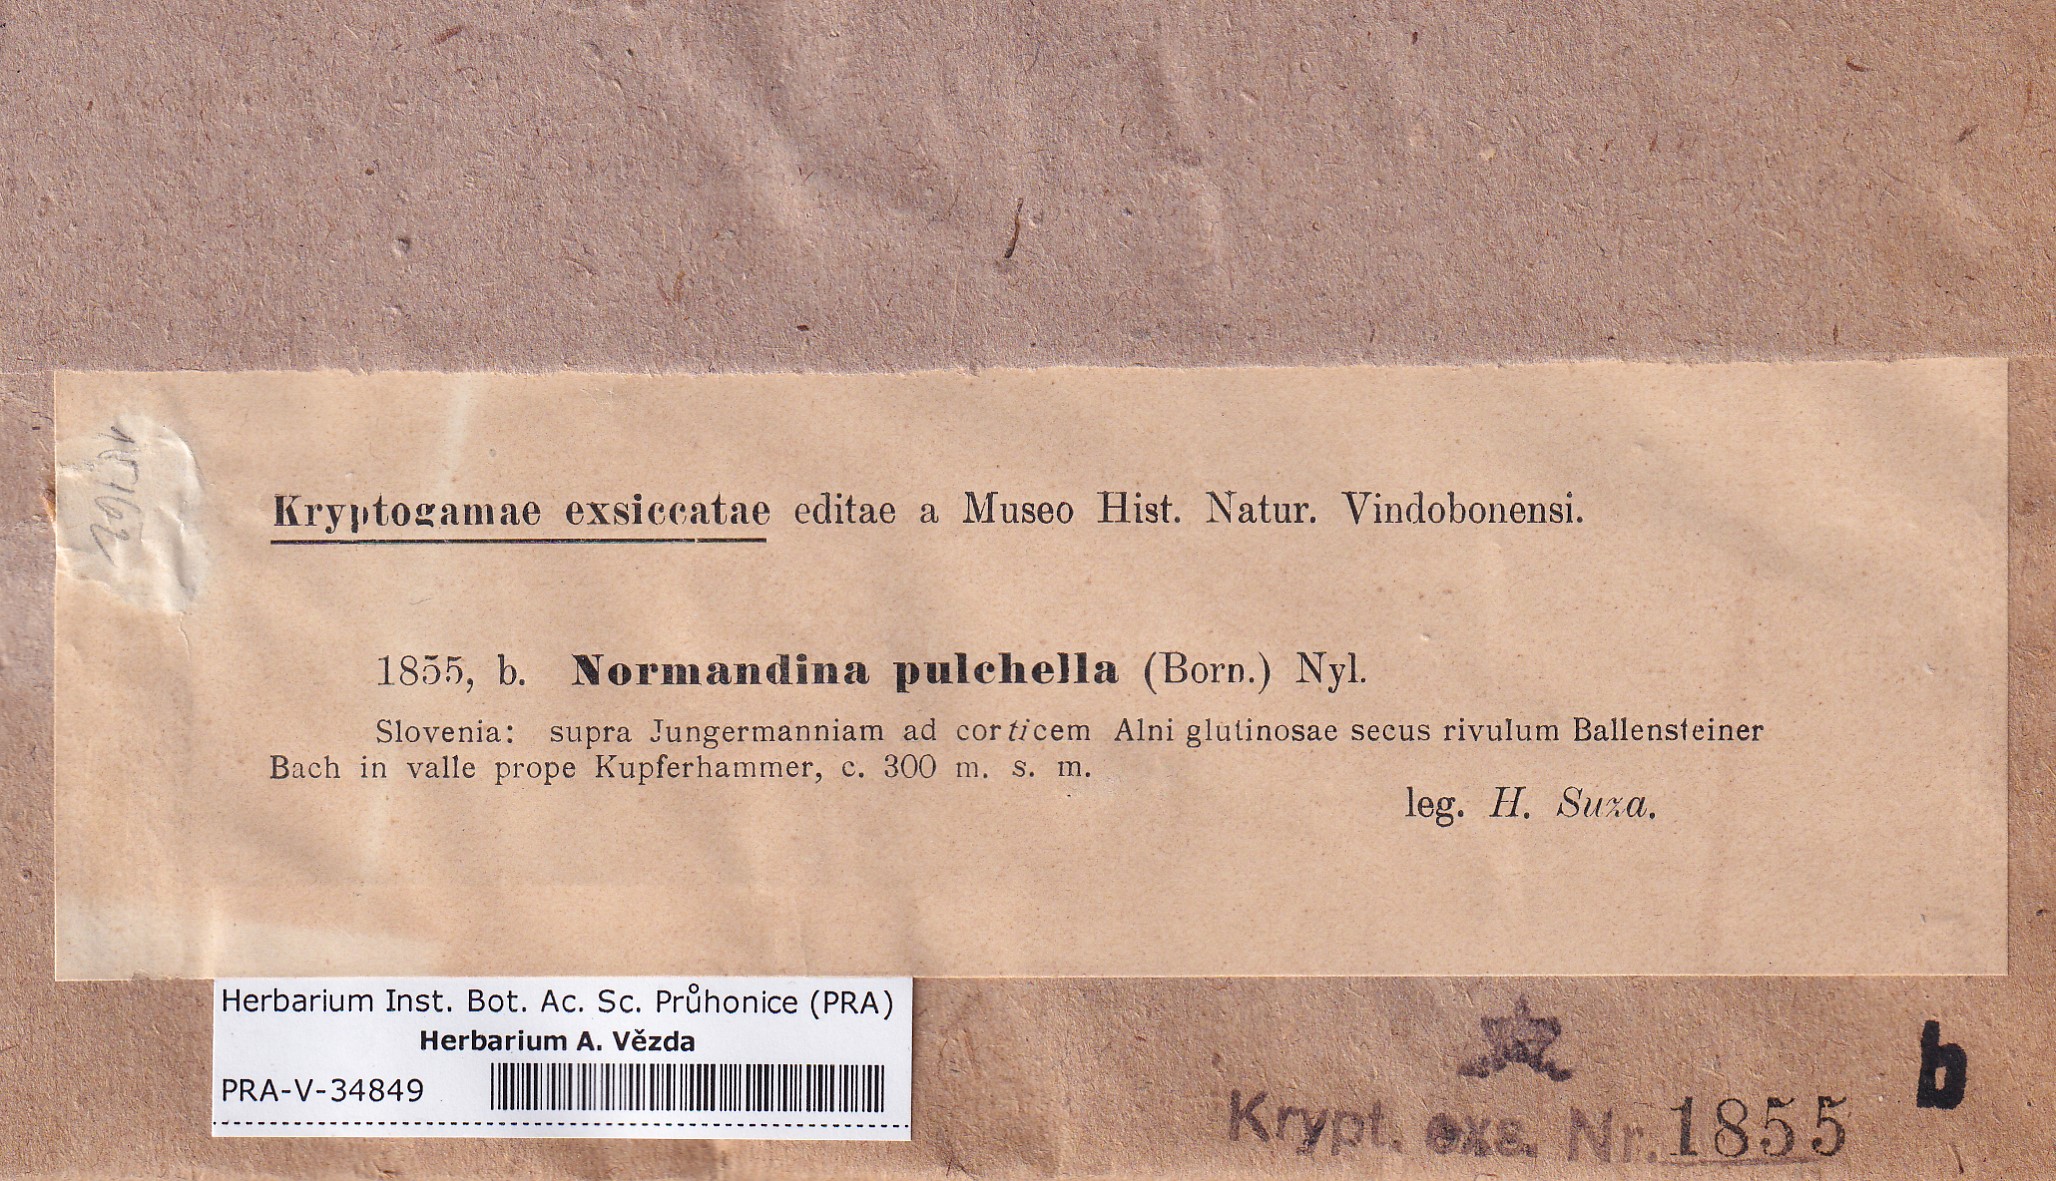 Kryptogamae exsiccatae editae a Museo Hist. Natur. Vindobonensi.
1855, b. Normandina pulchella (Born.) Nyl.
Slovenia: supra Jungermanniam ad corticem Alni glutinosae secus rivulum Ballensteiner
Bach in valle prope Kupferhammer, c. 300 m. s. m.
leg. H. Suza.
Herbarium Inst. Bot. Ac. Sc. Průhonice (PRA)
Herbarium A. Vězda
PRA-V-34849
b
Krypt. exs. Nr. 1855